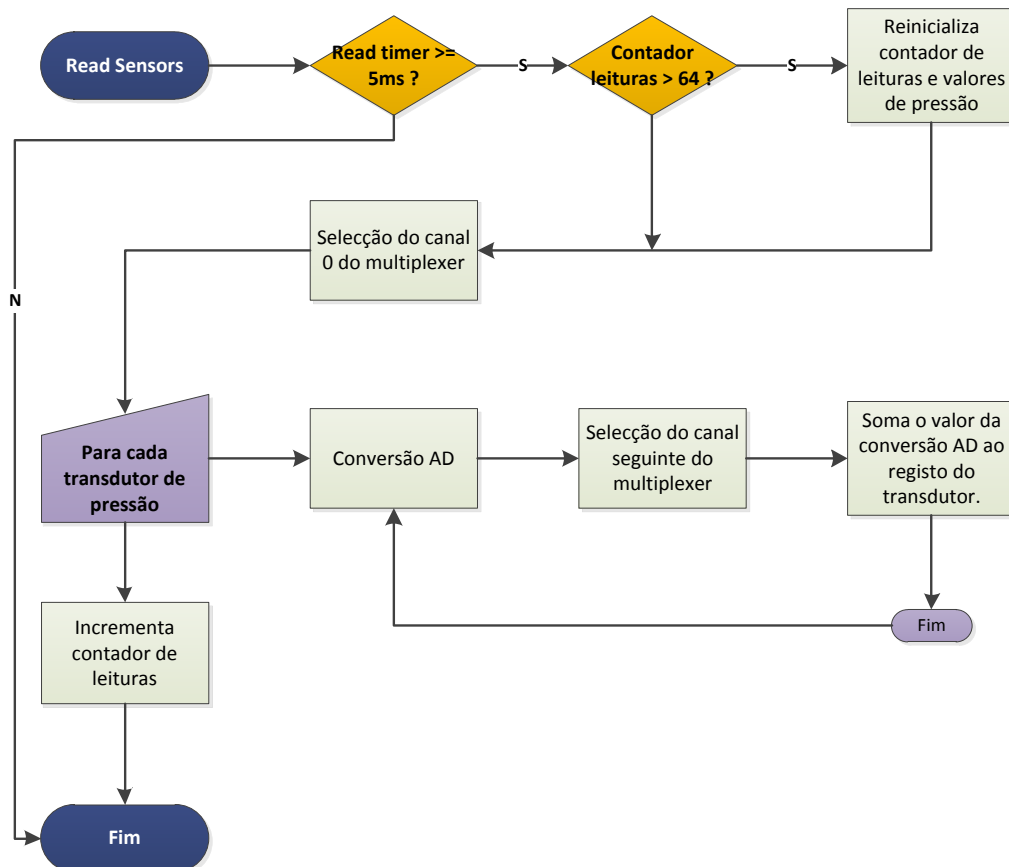 Read Sensors
Read timer >=
5ms ?
S
Contador
leituras > 64 ?
S
Reinicializa
contador de
leituras e valores
de pressão
Selecção do canal
0 do multiplexer
N
Para cada
transdutor de
pressão
Conversão AD
Selecção do canal
seguinte do
multiplexer
Soma o valor da
conversão AD ao
registo do
transdutor.
Fim
Incrementa
contador de
leituras
Fim